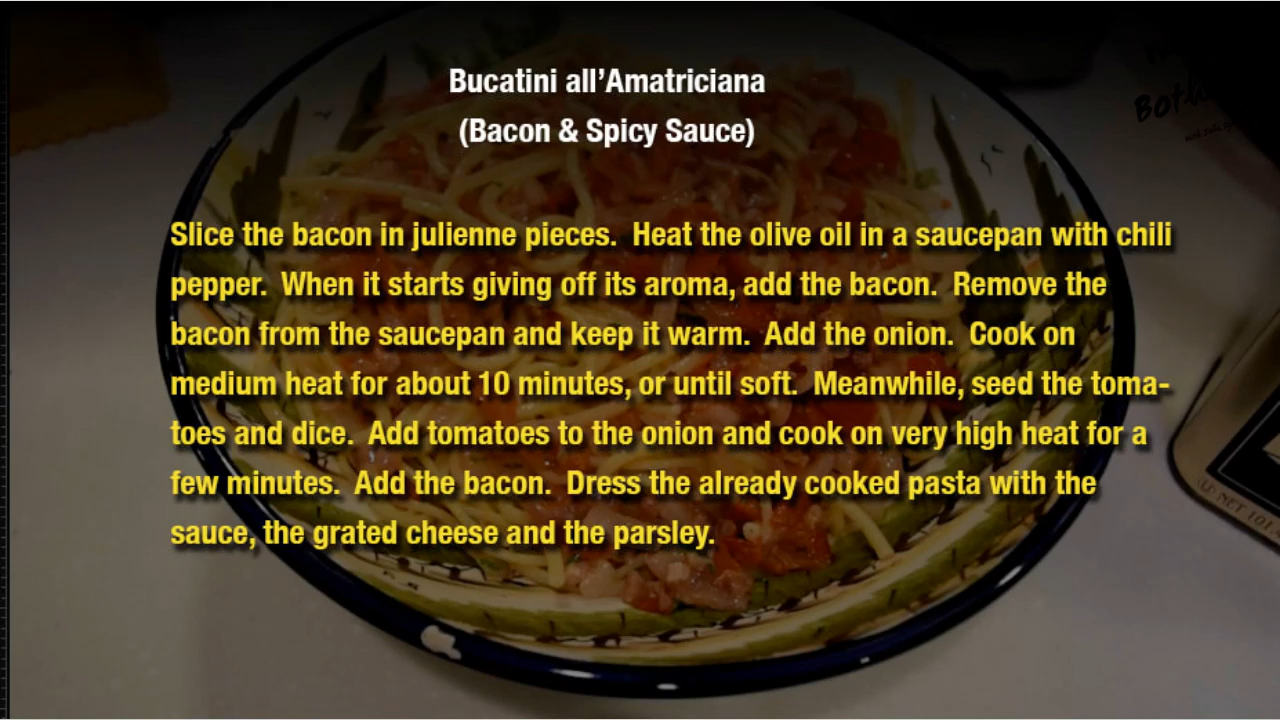 Bucatini all’Amatriciana
(Bacon & Spicy Sauce)
Slice the bacon in julienne pieces.  Heat the olive oil in a saucepan with chili
pepper.  When it starts giving off its aroma, add the bacon.  Remove the
bacon from the saucepan and keep it warm.  Add the onion.  Cook on
medium heat for about 10 minutes, or until soft.  Meanwhile, seed the toma-
toes and dice.  Add tomatoes to the onion and cook on very high heat for a
few minutes.  Add the bacon.  Dress the already cooked pasta with the
sauce, the grated cheese and the parsley.